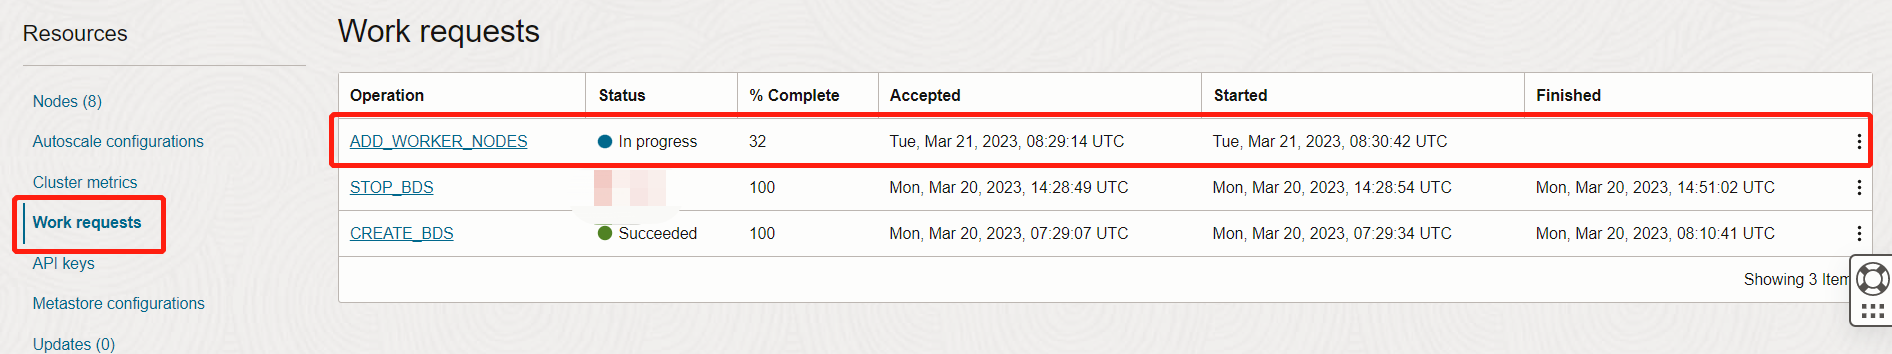 Resources
Nodes (8)
Autoscale configurations
Cluster metrics
Work requests
API keys
Metastore configurations
Updates (0)
Work requests
Operation Status % Complete Accepted Started Finished
ADD_WORKER_NODES In progress 32 Tue, Mar 21, 2023, 08:29:14 UTC Tue, Mar 21, 2023, 08:30:42 UTC
STOP_BDS 100 Mon, Mar 20, 2023, 14:28:49 UTC Mon, Mar 20, 2023, 14:28:54 UTC Mon, Mar 20, 2023, 14:51:02 UTC
CREATE_BDS Succeeded 100 Mon, Mar 20, 2023, 07:29:07 UTC Mon, Mar 20, 2023, 07:29:34 UTC Mon, Mar 20, 2023, 08:10:41 UTC
Showing 3 Item